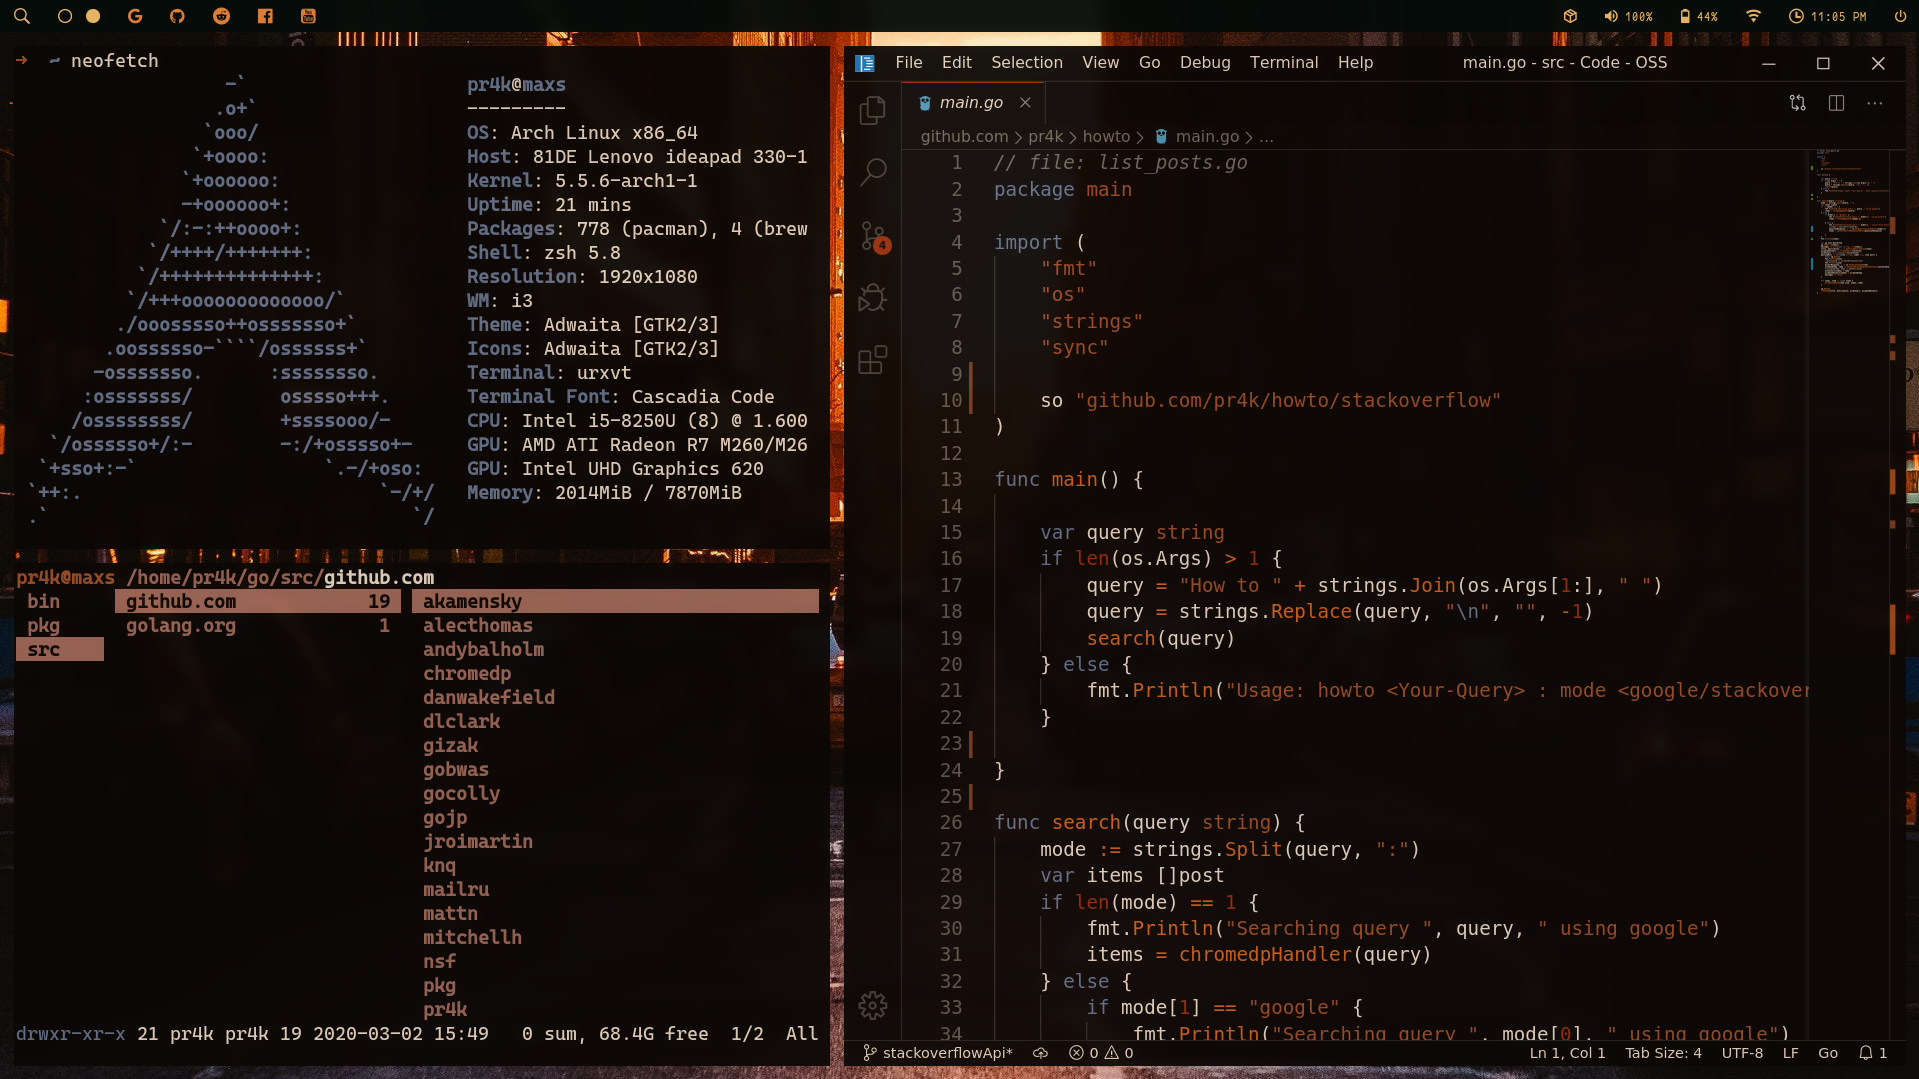 100% 44% 11:05 PM
→ ~ neofetch
pr4k@maxs
---------
OS: Arch Linux x86_64
Host: 81DE Lenovo ideapad 330-1
Kernel: 5.5.6-arch1-1
Uptime: 21 mins
Packages: 778 (pacman), 4 (brew
Shell: zsh 5.8
Resolution: 1920x1080
WM: i3
Theme: Adwaita [GTK2/3]
Icons: Adwaita [GTK2/3]
Terminal: urxvt
Terminal Font: Cascadia Code
CPU: Intel i5-8250U (8) @ 1.600
GPU: AMD ATI Radeon R7 M260/M26
GPU: Intel UHD Graphics 620
Memory: 2014MiB / 7870MiB
-`
.o+`
`ooo/
`+oooo:
`+oooooo:
-+oooooo+:
`/:-:++oooo+:
`/++++/+++++++:
`/++++++++++++++:
`/+++ooooooooooooo/`
./ooosssso++osssssso+`
.oossssso-````/ossssss+`
-osssssso.      :ssssssso.
:osssssss/        osssso+++.
/ossssssss/        +ssssooo/-
`/ossssso+/:-        -:/+osssso+-
`+sso+:-`                 `.-/+oso:
`++:.                           `-/+/
.`                                 `/
pr4k@maxs /home/pr4k/go/src/github.com
bin
pkg
src
github.com 19
golang.org 1
akamensky
alecthomas
andybalholm
chromedp
danwakefield
dlclark
gizak
gobwas
gocolly
gojp
jroimartin
knq
mailru
mattn
mitchellh
nsf
pkg
pr4k
drwxr-xr-x 21 pr4k pr4k 19 2020-03-02 15:49 0 sum, 68.4G free 1/2 All
File Edit Selection View Go Debug Terminal Help main.go - src - Code - OSS
main.go
github.com > pr4k > howto > main.go > ...
4
1 // file: list_posts.go
2 package main
3
4 import (
5 "fmt"
6 "os"
7 "strings"
8 "sync"
9
10 so "github.com/pr4k/howto/stackoverflow"
11 )
12
13 func main() {
14
15 var query string
16 if len(os.Args) > 1 {
17 query = "How to " + strings.Join(os.Args[1:], " ")
18 query = strings.Replace(query, "\n", "", -1)
19 search(query)
20 } else {
21 fmt.Println("Usage: howto <Your-Query> : mode <google/stackover
22 }
23
24 }
25
26 func search(query string) {
27 mode := strings.Split(query, ":")
28 var items []post
29 if len(mode) == 1 {
30 fmt.Println("Searching query ", query, " using google")
31 items = chromedpHandler(query)
32 } else {
33 if mode[1] == "google" {
34 fmt.Println("Searching query ", mode[0], " using google")
stackoverflowApi* 0 0 Ln 1, Col 1 Tab Size: 4 UTF-8 LF Go 1